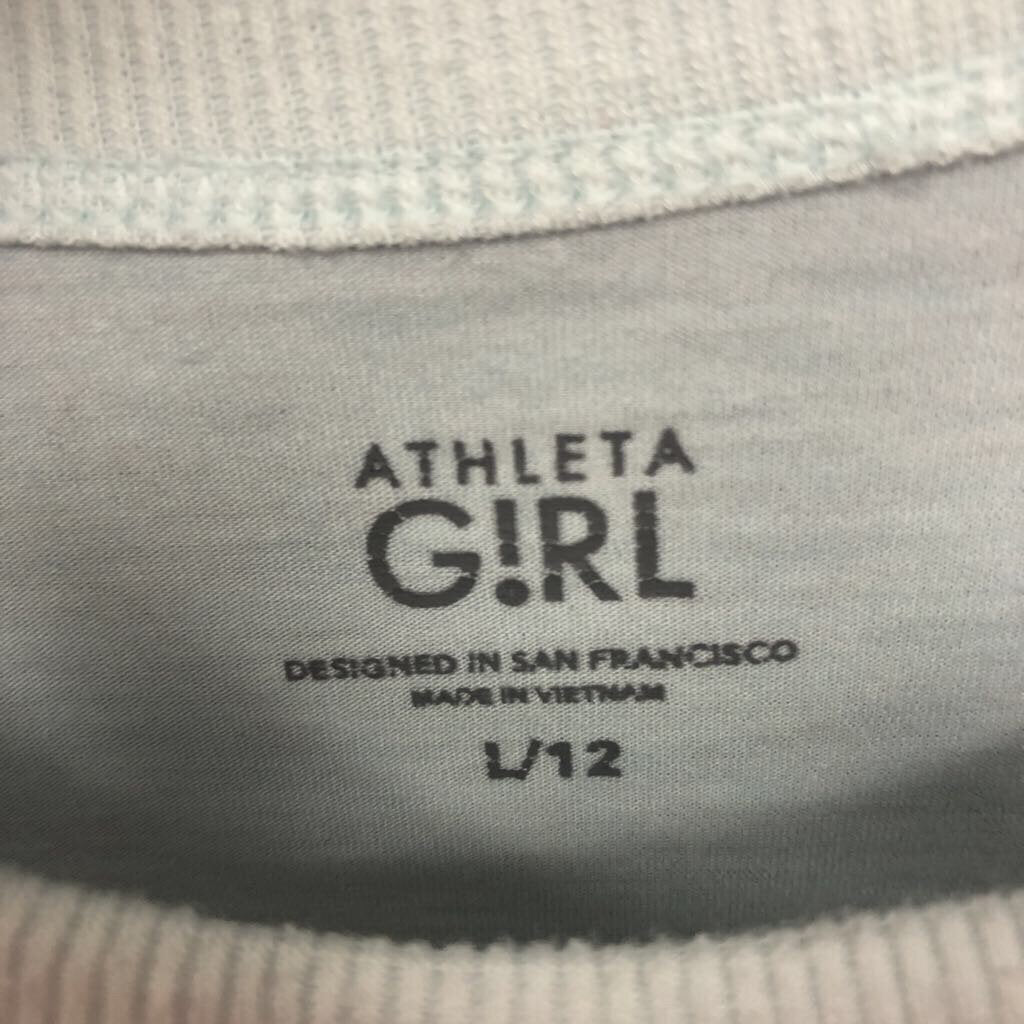 ATHLETA
G!RL
DESIGNED IN SAN FRANCISCO
MADE IN VIETNAM
L/12